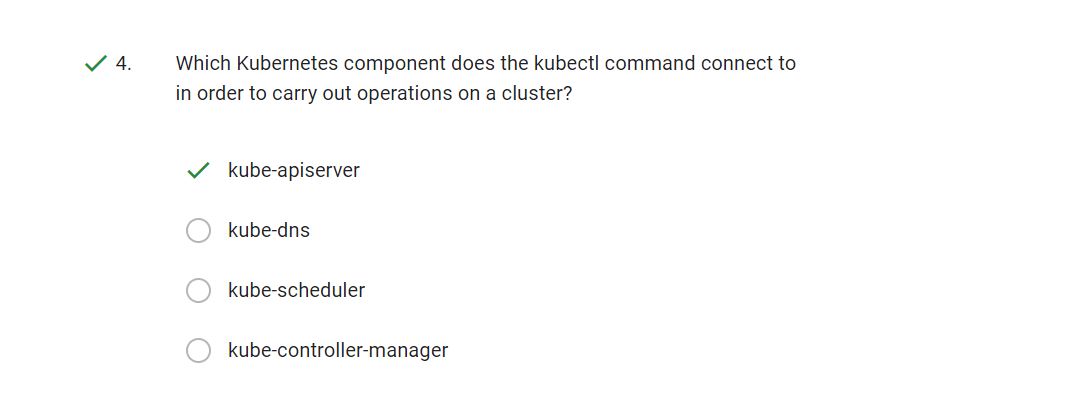 4. Which Kubernetes component does the kubectl command connect to
in order to carry out operations on a cluster?
kube-apiserver
kube-dns
kube-scheduler
kube-controller-manager